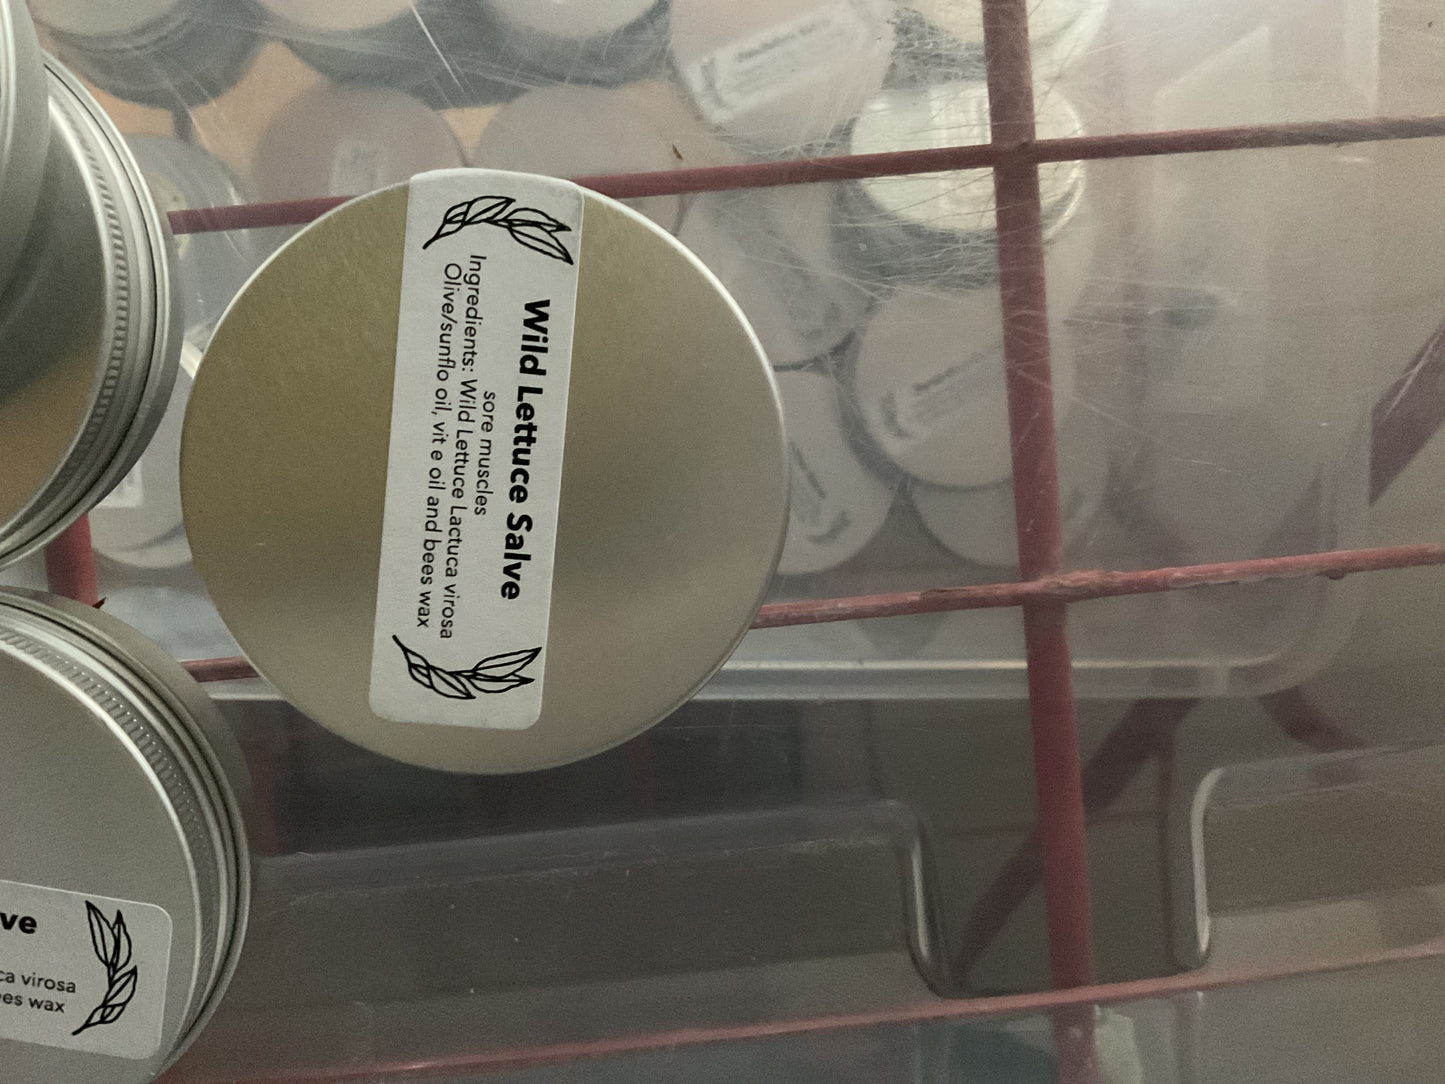 Wild Lettuce Salve
sore muscles
Ingredients: Wild Lettuce Lactuca virosa
Olive/sunflo oil, vit e oil and bees wax
ve
ca virosa
ees wax